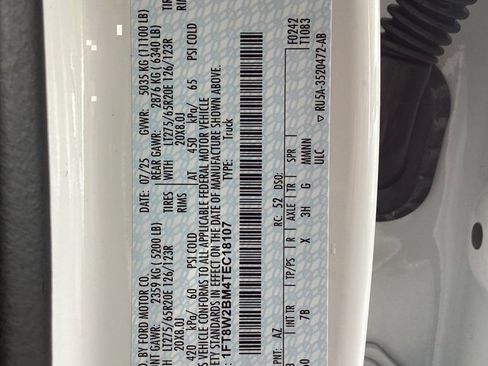 D. BY FORD MOTOR CO.
DATE: 07/25 GVWR: 5035 KG (11100 LB)
FRONT GAWR: 2359 KG (5200 LB) REAR GAWR: 2876 KG (6340 LB)
LT275/65R20E 126/123R TIRES WITH LT275/65R20E 126/123R TIRES
20X8.0J RIMS 20X8.0J
420 kPa/ 60 PSI COLD AT 450 kPa/ 65 PSI COLD
S VEHICLE CONFORMS TO ALL APPLICABLE FEDERAL MOTOR VEHICLE
ETY STANDARDS IN EFFECT ON THE DATE OF MANUFACTURE SHOWN ABOVE.
1FT8W2BM4TEC18107 TYPE: Truck
F0242
T1083
PNT: AZ RC: 52 DSO:
INT TR TP/PS R AXLE TR SPR
7B X 3H G MMMNN
ULC
RU5A-3520472-AB